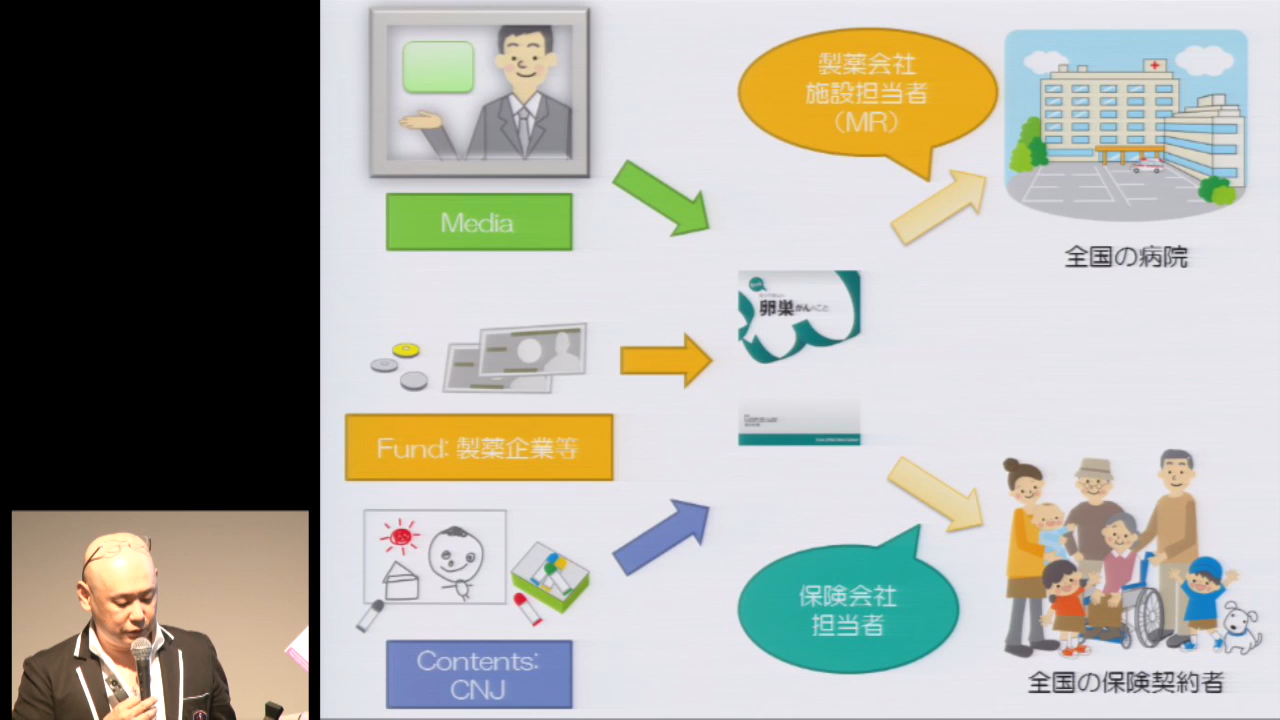 Media
Fund: 製薬企業等
Contents:
CNJ
卵巣がんのこと
製薬会社
施設担当者
（MR）
全国の病院
保険会社
担当者
全国の保険契約者